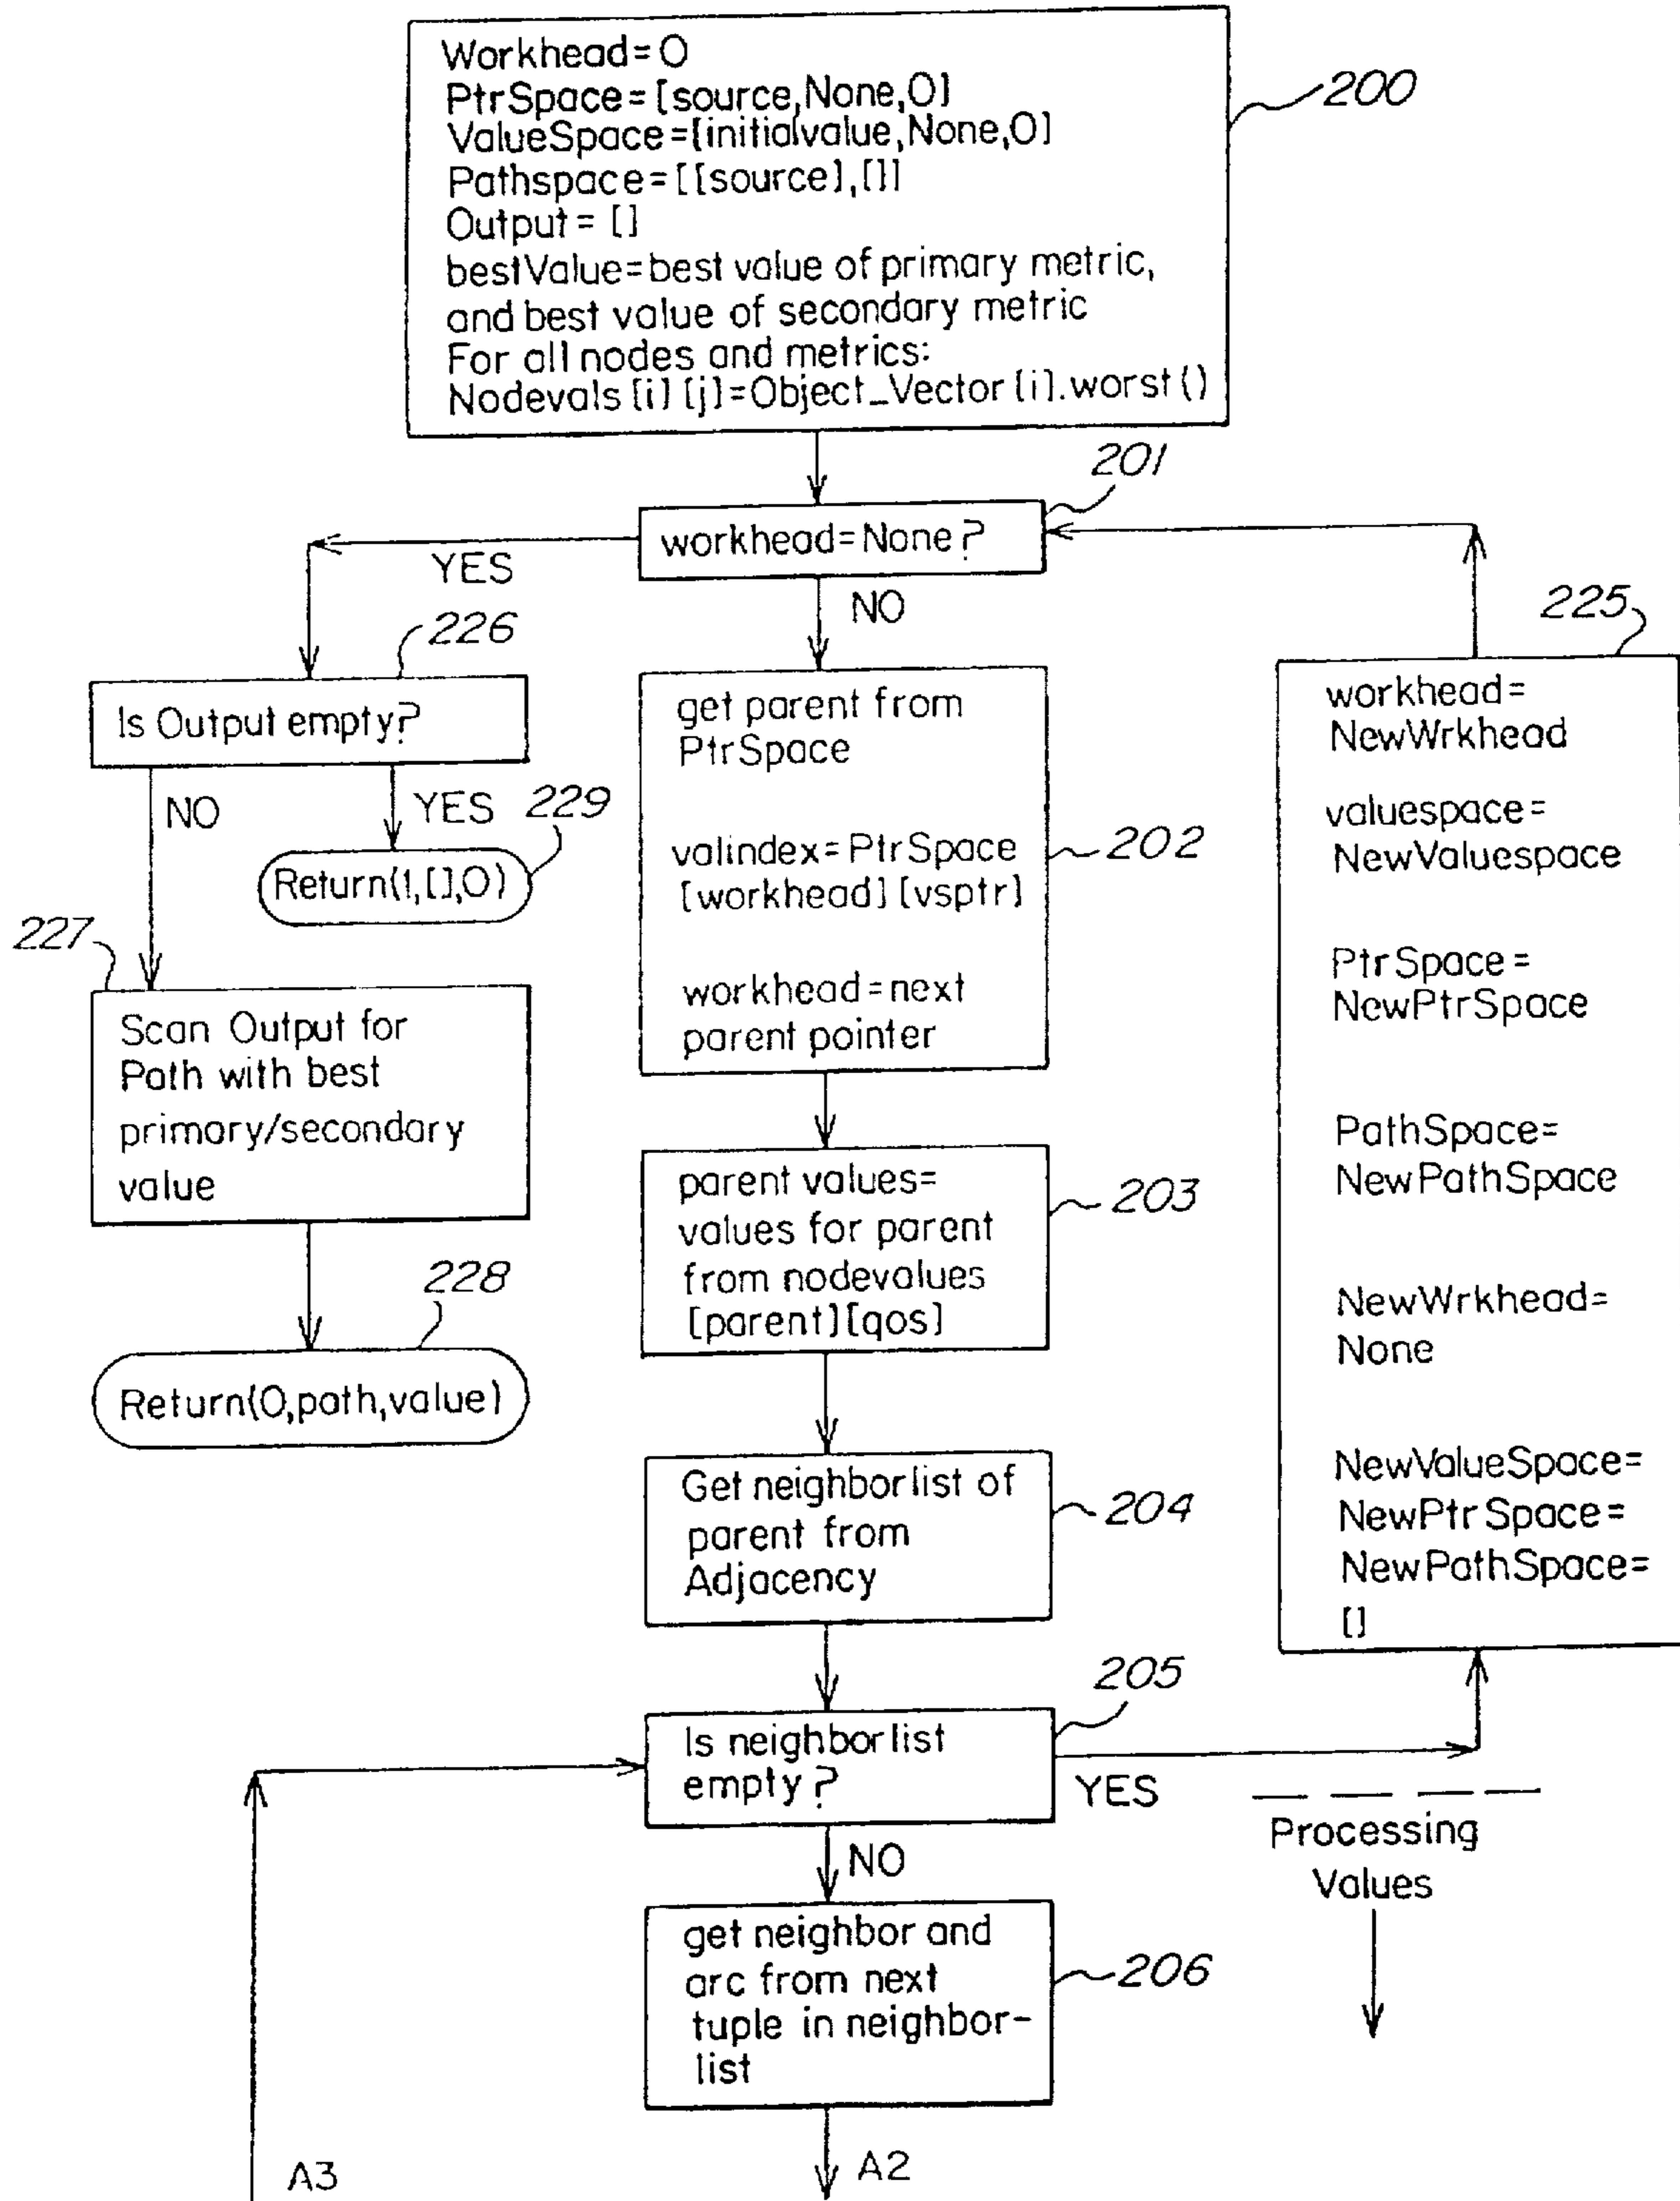 Workhead=0
PtrSpace=[source,None,0]
ValueSpace=[initialvalue,None,0]
Pathspace=[[source],[]]
Output=[]
bestValue=best value of primary metric,
and best value of secondary metric
For all nodes and metrics:
Nodevals[i][j]=Object_Vector[i].worst()
200
201
workhead=None?
YES
NO
226
Is Output empty?
NO
YES
229
Return(1,[],0)
227
Scan Output for
Path with best
primary/secondary
value
228
Return(0,path,value)
get parent from
PtrSpace
valindex=PtrSpace
[workhead][vsptr]
workhead=next
parent pointer
202
parent values=
values for parent
from nodevalues
[parent][qos]
203
Get neighborlist of
parent from
Adjacency
204
205
Is neighborlist
empty?
YES
NO
get neighbor and
arc from next
tuple in neighbor-
list
206
A3
A2
225
workhead=
NewWrkhead
valuespace=
NewValuespace
PtrSpace=
NewPtrSpace
PathSpace=
NewPathSpace
NewWrkhead=
None
NewValueSpace=
NewPtrSpace=
NewPathSpace=
[]
Processing
Values